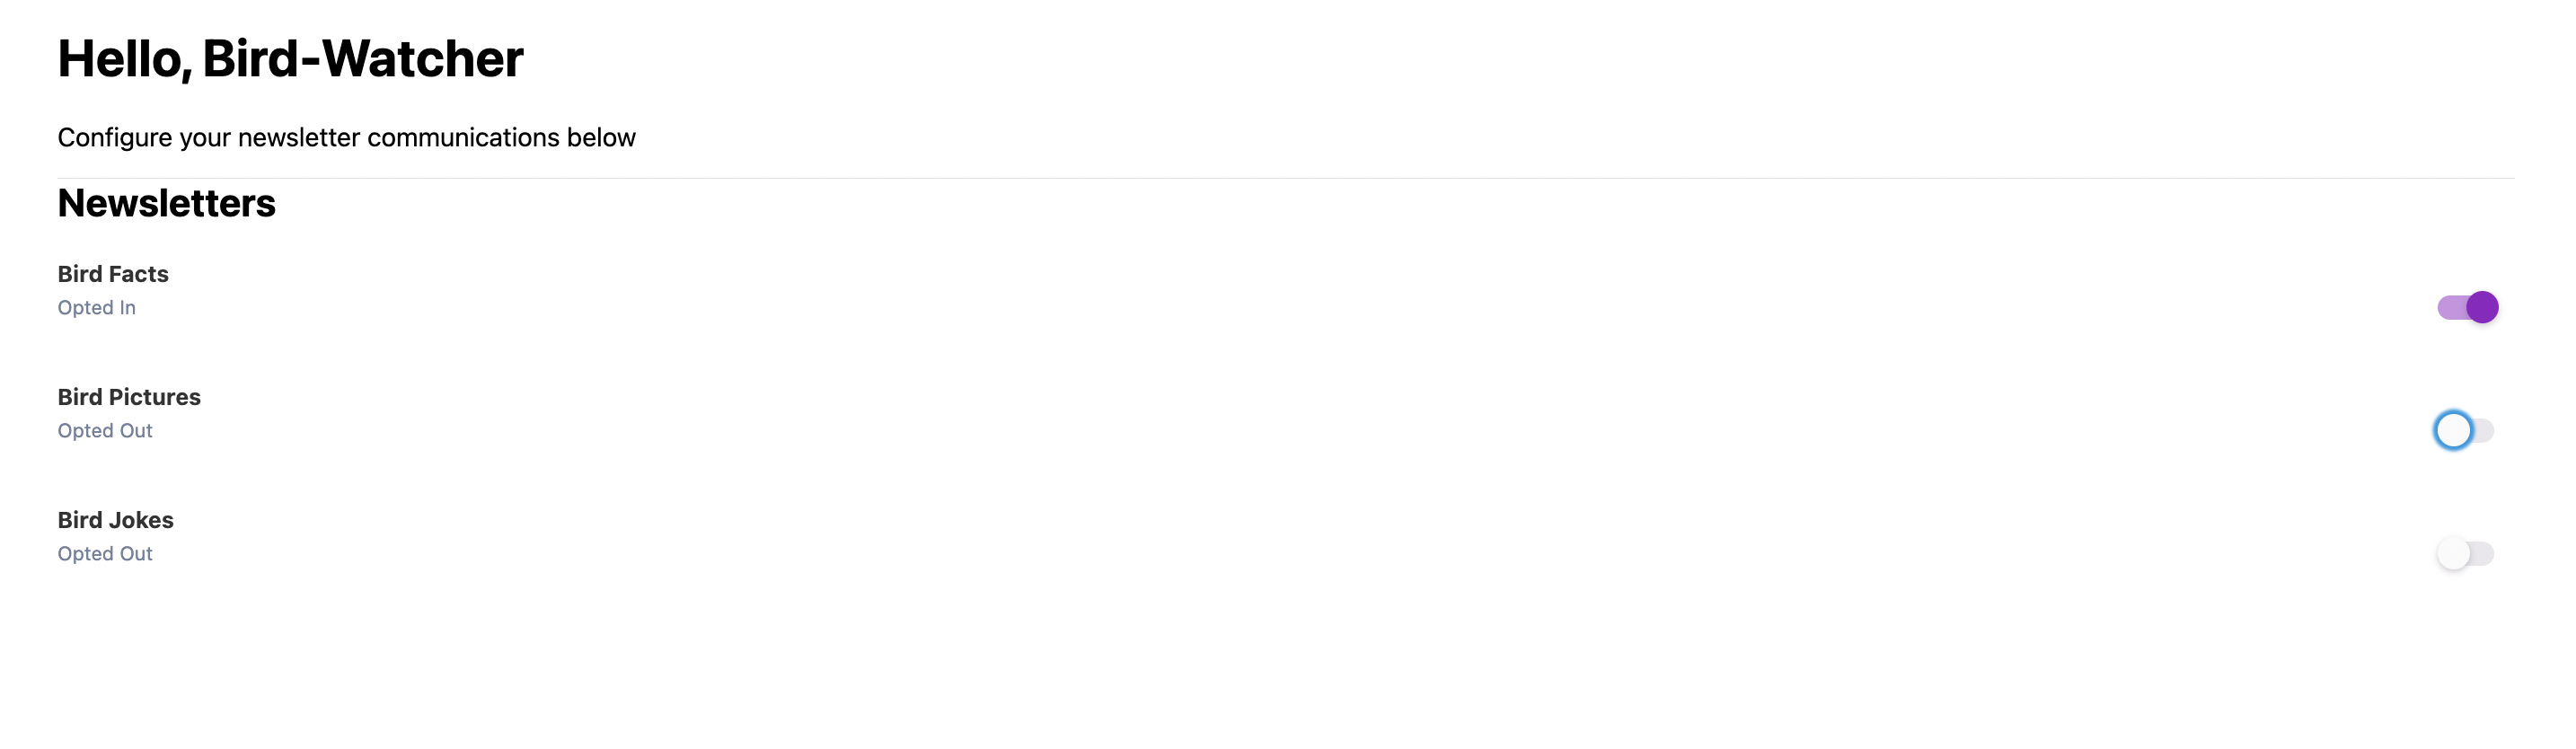 Hello, Bird-Watcher
Configure your newsletter communications below
Newsletters
Bird Facts
Opted In
Bird Pictures
Opted Out
Bird Jokes
Opted Out